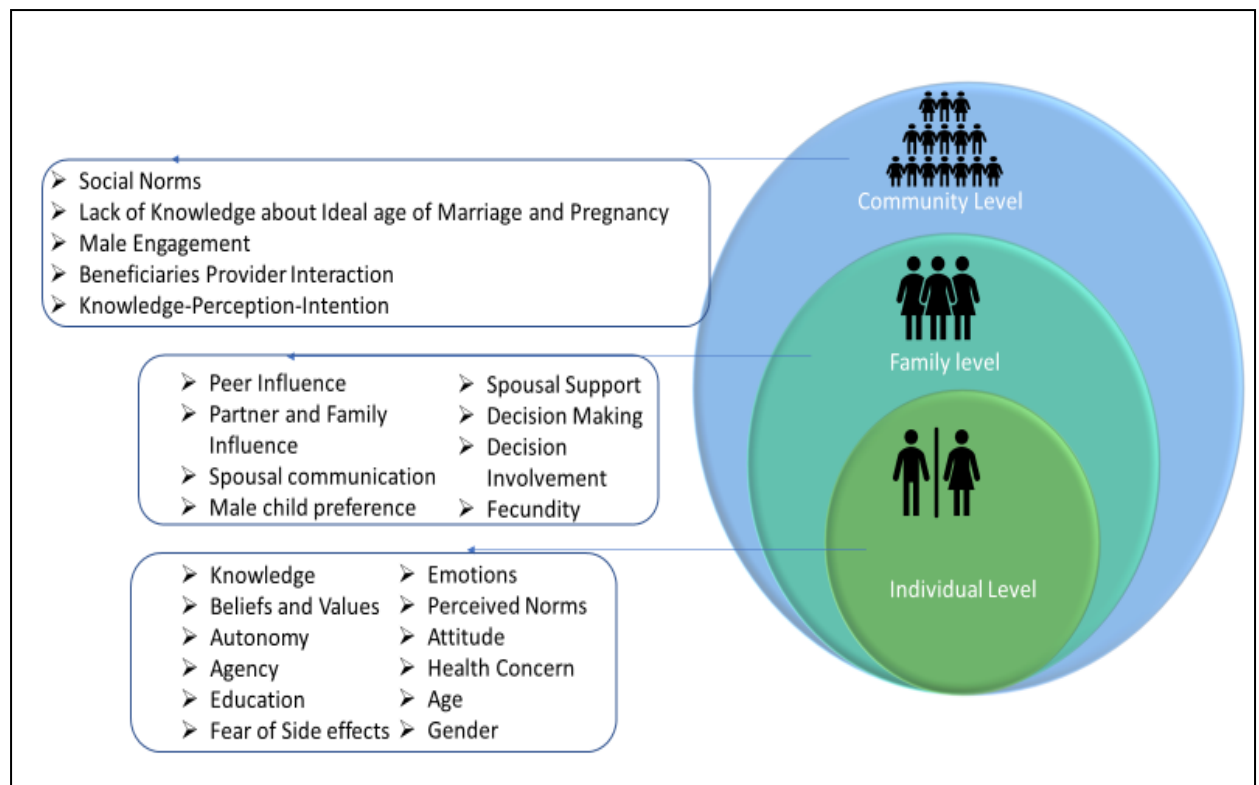 Community Level
➢ Social Norms
➢ Lack of Knowledge about Ideal age of Marriage and Pregnancy
➢ Male Engagement
➢ Beneficiaries Provider Interaction
➢ Knowledge-Perception-Intention
Family level
➢ Peer Influence
➢ Partner and Family
Influence
➢ Spousal communication
➢ Male child preference
➢ Spousal Support
➢ Decision Making
➢ Decision
Involvement
➢ Fecundity
Individual Level
➢ Knowledge
➢ Beliefs and Values
➢ Autonomy
➢ Agency
➢ Education
➢ Fear of Side effects
➢ Emotions
➢ Perceived Norms
➢ Attitude
➢ Health Concern
➢ Age
➢ Gender